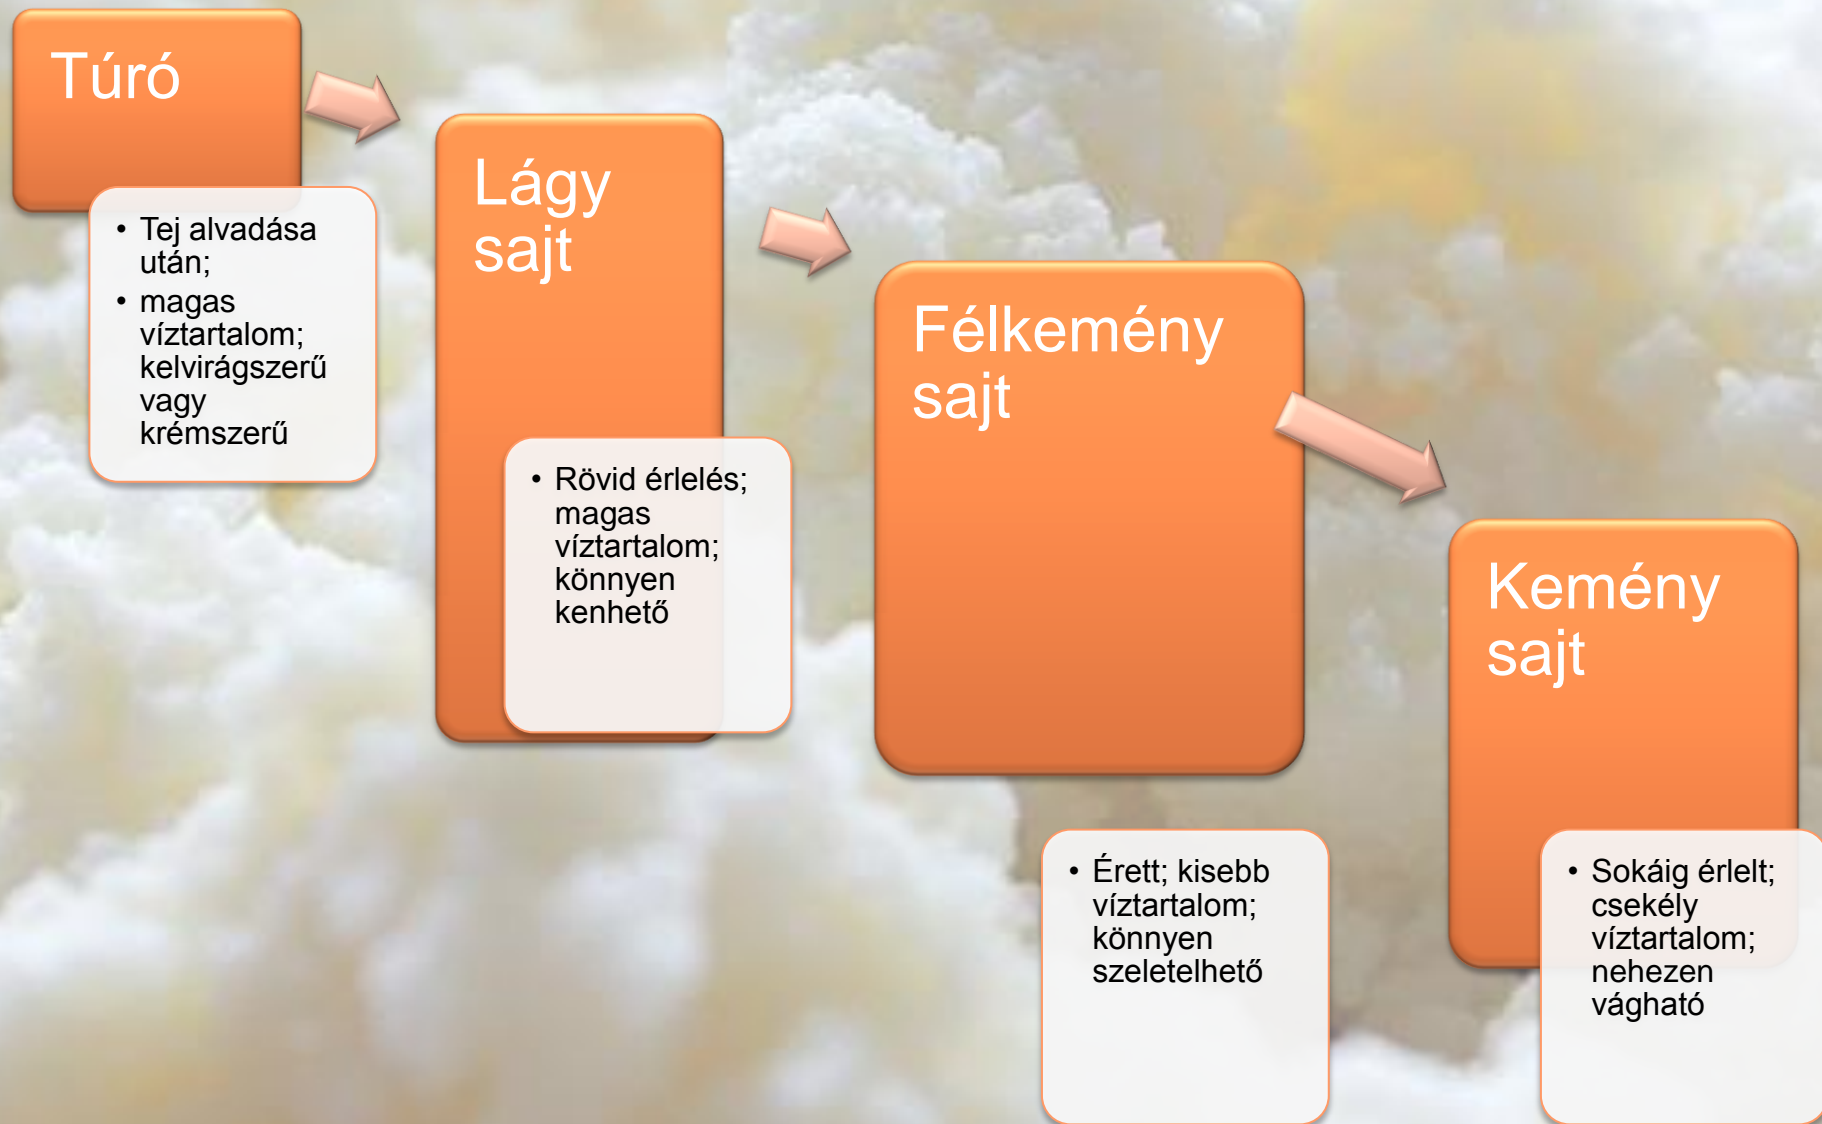 Túró
• Tej alvadása
után;
• magas
víztartalom;
kelvirágszerű
vagy
krémszerű
Lágy
sajt
• Rövid érlelés;
magas
víztartalom;
könnyen
kenhető
Félkemény
sajt
• Érett; kisebb
víztartalom;
könnyen
szeletelhető
Kemény
sajt
• Sokáig érlelt;
csekély
víztartalom;
nehezen
vágható